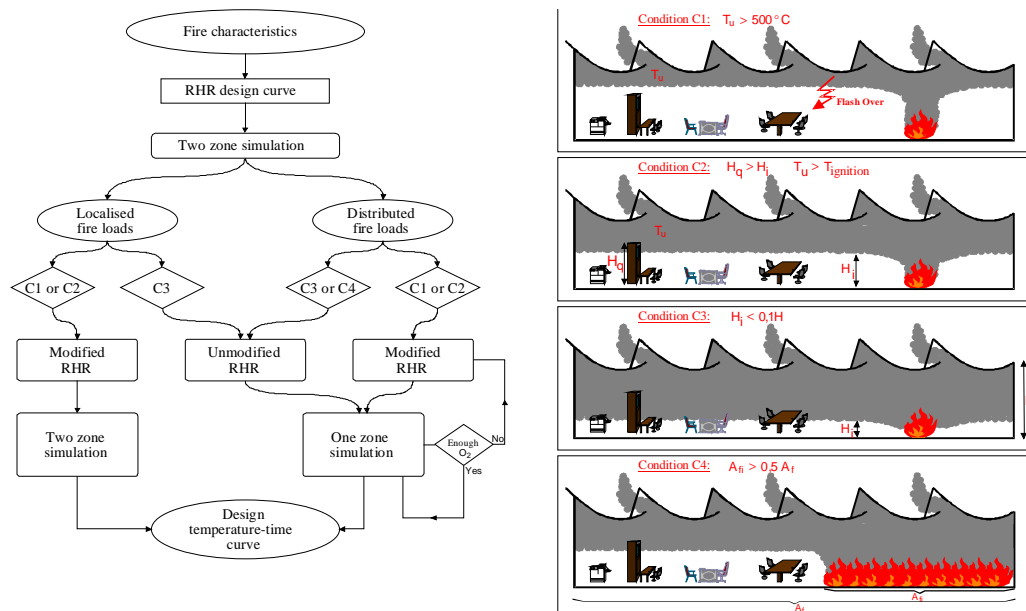 Fire characteristics
RHR design curve
Two zone simulation
Localised
fire loads
Distributed
fire loads
C1 or C2
C3
C3 or C4
C1 or C2
Modified
RHR
Unmodified
RHR
Modified
RHR
Two zone
simulation
One zone
simulation
Enough
O2
No
Yes
Design
temperature-time
curve
Condition C1: Tu > 500°C
Tu
Flash Over
Condition C2: Hq > Hi Tu > Tignition
Tu
Hq
Hi
Condition C3: Hi < 0,1H
Hi
Condition C4: Afi > 0,5 Af
Afi
Af